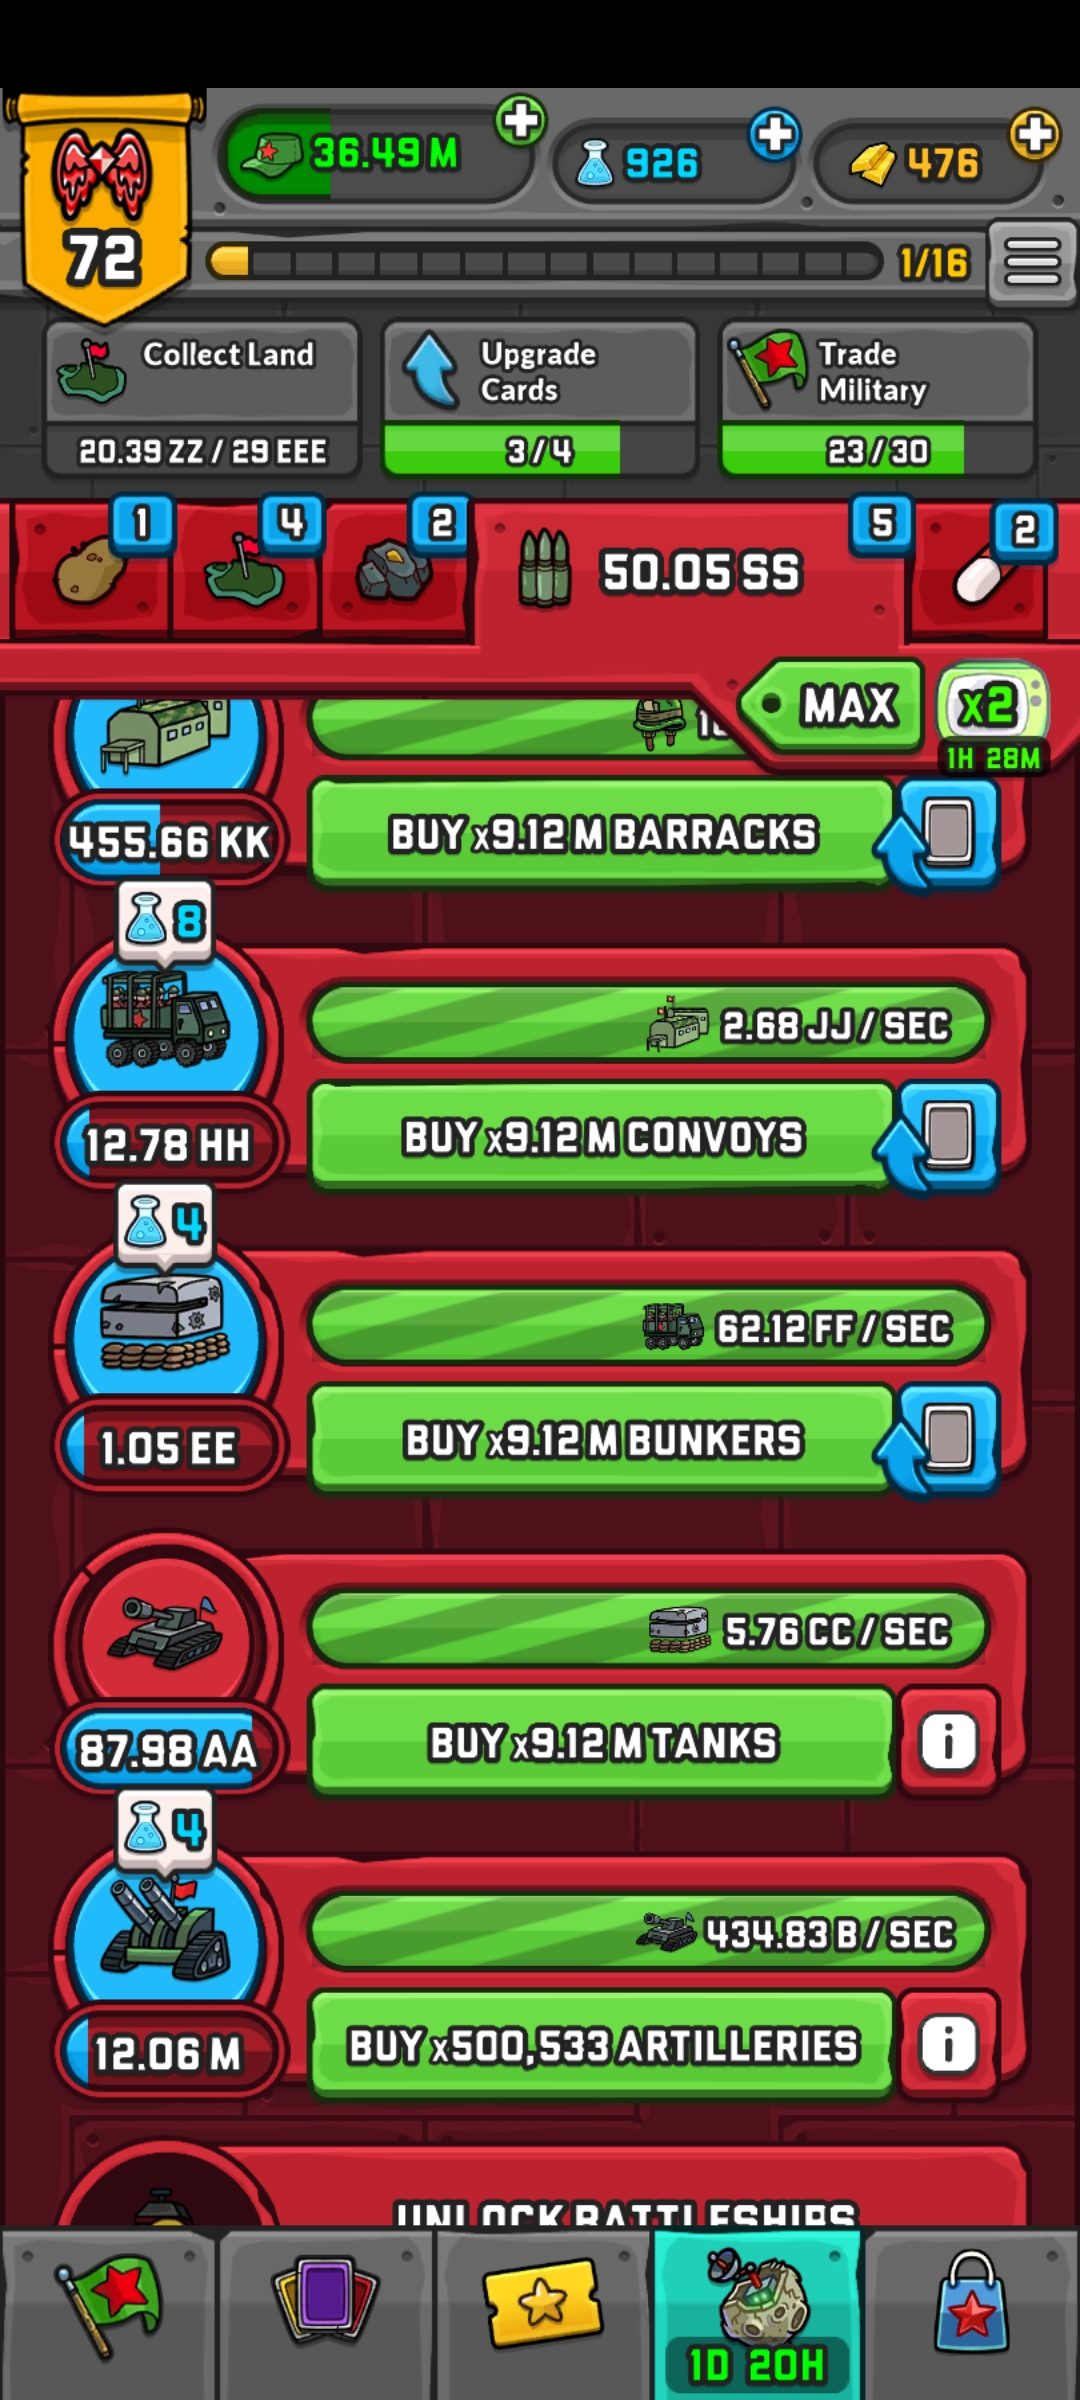 36.49 M
926
476
72
1/16
Collect Land
20.39 ZZ / 29 EEE
Upgrade
Cards
3/4
Trade
Military
23/30
1
4
2
50.05 SS
5
2
MAX
x2
1H 28M
455.66 KK
BUY x9.12 M BARRACKS
8
2.68 JJ / SEC
12.78 HH
BUY x9.12 M CONVOYS
4
62.12 FF / SEC
1.05 EE
BUY x9.12 M BUNKERS
5.76 CC / SEC
87.98 AA
BUY x9.12 M TANKS
i
4
434.83 B / SEC
12.06 M
BUY x500,533 ARTILLERIES
i
UNLOCK BATTLESHIPS
1D 20H